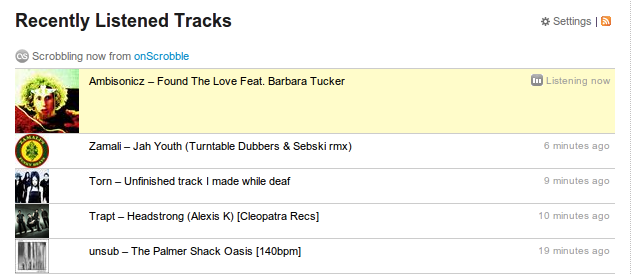 Recently Listened Tracks
Settings |
Scrobbling now from onScrobble
Ambisonicz – Found The Love Feat. Barbara Tucker
Listening now
Zamali – Jah Youth (Turntable Dubbers & Sebski rmx)
6 minutes ago
Torn – Unfinished track I made while deaf
9 minutes ago
Trapt – Headstrong (Alexis K) [Cleopatra Recs]
10 minutes ago
unsub – The Palmer Shack Oasis [140bpm]
19 minutes ago